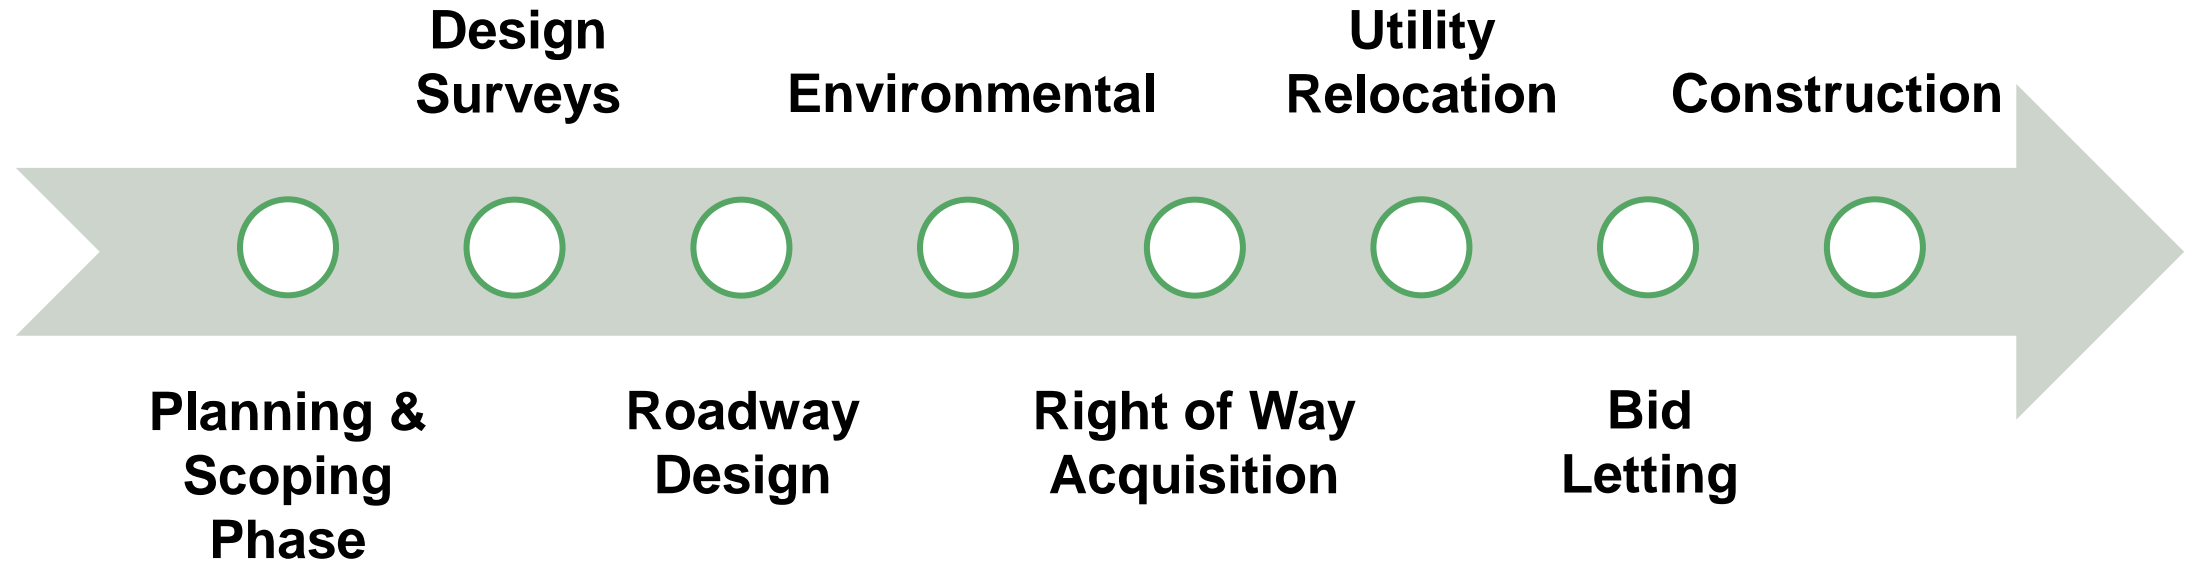 Design
Surveys
Environmental
Utility
Relocation
Construction
Planning &
Scoping
Phase
Roadway
Design
Right of Way
Acquisition
Bid
Letting